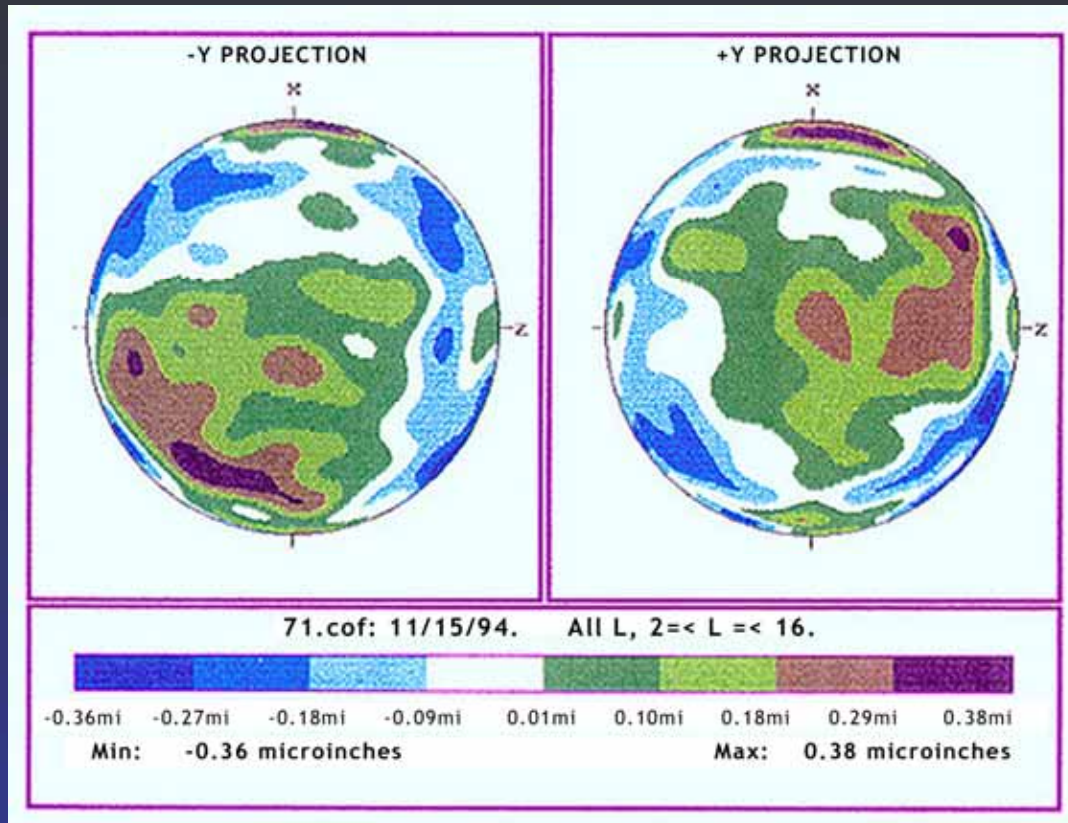 -Y PROJECTION
+Y PROJECTION
X
X
Z
Z
71.cof: 11/15/94. All L, 2=< L =< 16.
-0.36mi -0.27mi -0.18mi -0.09mi 0.01mi 0.10mi 0.18mi 0.29mi 0.38mi
Min: -0.36 microinches
Max: 0.38 microinches